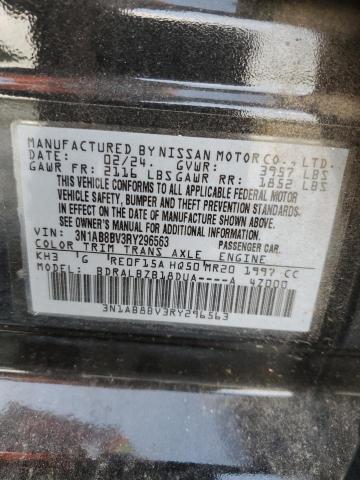 MANUFACTURED BY NISSAN MOTOR CO., LTD.
DATE: 02/24. GVWR: 3957 LBS
GAWR FR: 2116 LBS GAWR RR: 1852 LBS
THIS VEHICLE CONFORMS TO ALL APPLICABLE FEDERAL MOTOR
VEHICLE SAFETY, BUMPER AND THEFT PREVENTION STANDARDS
IN EFFECT ON THE DATE OF MANUFACTURE SHOWN ABOVE.
SEE OWNER'S MANUAL FOR ADDITIONAL INFORMATION.
VIN: 3N1AB8BV3RY296563 PASSENGER CAR.
COLOR TRIM TRANS AXLE ENGINE
KH3 G RE0F15A HQ50 MR20 1997 CC
MODEL: BDRALBZB18DUA----A 47000
3N1AB8BV3RY296563